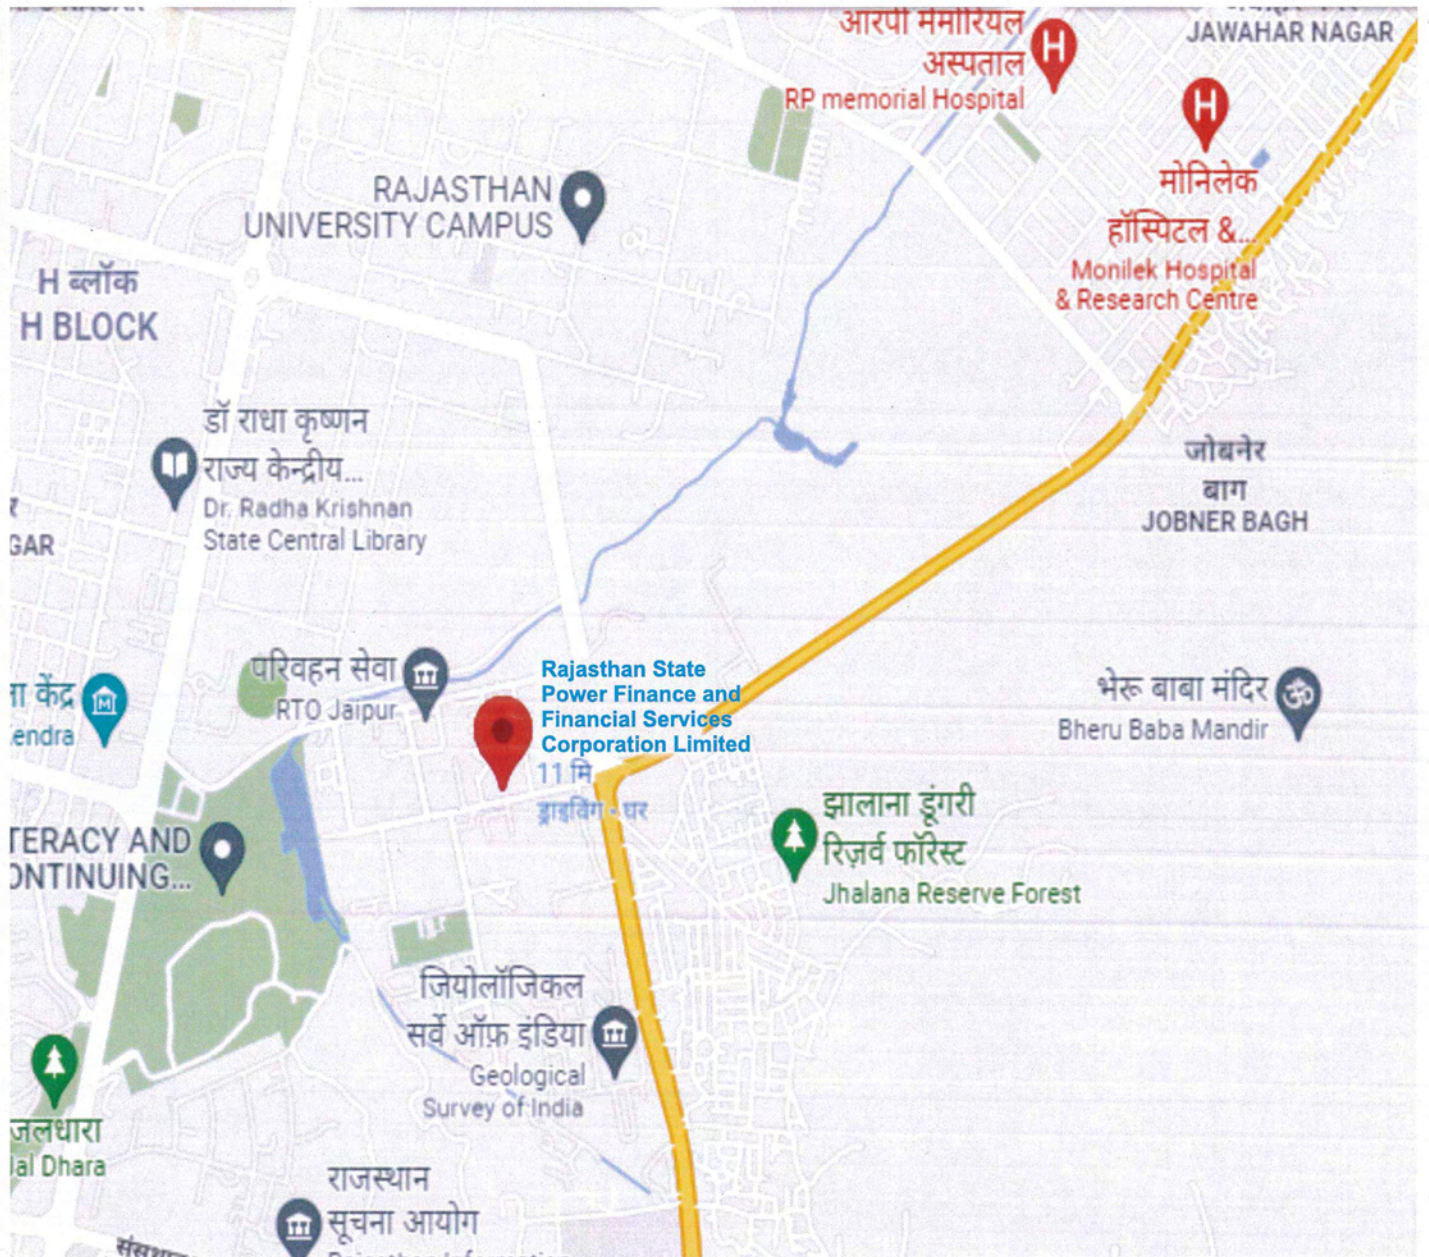 आरपी मेमोरियल
अस्पताल
RP memorial Hospital
JAWAHAR NAGAR
मोनिलेक
हॉस्पिटल &...
Monilek Hospital
& Research Centre
RAJASTHAN
UNIVERSITY CAMPUS
H ब्लॉक
H BLOCK
डॉ राधा कृष्णन
राज्य केन्द्रीय...
Dr. Radha Krishnan
State Central Library
GAR
जोबनेर
बाग
JOBNER BAGH
परिवहन सेवा
RTO Jaipur
Rajasthan State
Power Finance and
Financial Services
Corporation Limited
11 मि
ड्राइविंग - घर
केंद्र
endra
भेरू बाबा मंदिर
Bheru Baba Mandir
झालाना डूंगरी
रिज़र्व फॉरेस्ट
Jhalana Reserve Forest
TERACY AND
ONTINUING...
जियोलॉजिकल
सर्वे ऑफ़ इंडिया
Geological
Survey of India
जलधारा
Jal Dhara
राजस्थान
सूचना आयोग